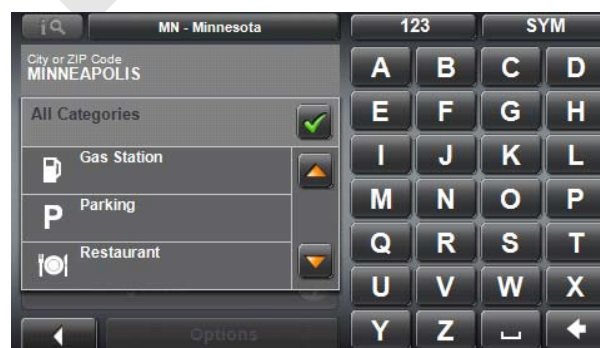 MN - Minnesota
123
SYM
City or ZIP Code
MINNEAPOLIS
All Categories
Gas Station
P
Parking
Restaurant
Options
A B C D
E F G H
I J K L
M N O P
Q R S T
U V W X
Y Z